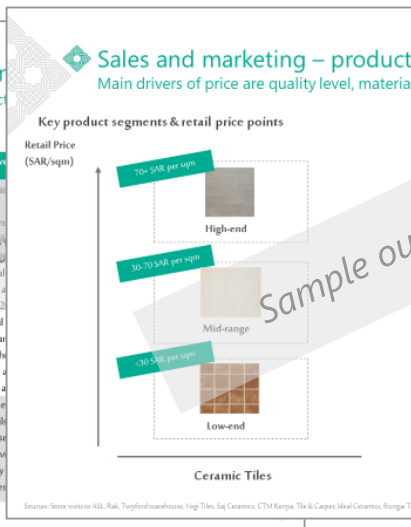 Sales and marketing – product
Main drivers of price are quality level, materia
Key product segments & retail price points
Retail Price
(SAR/sqm)
70+ SAR per sqm
High-end
30-70 SAR per sqm
Mid-range
Sample ou
<30 SAR per sqm
Low-end
Ceramic Tiles
Sources: Store visits to ASL, Rak, Twyford warehouse, Yogi Tiles, Saj Ceramics, CTM Kenya, Tile & Carpet, Ideal Ceramics, Rongai T